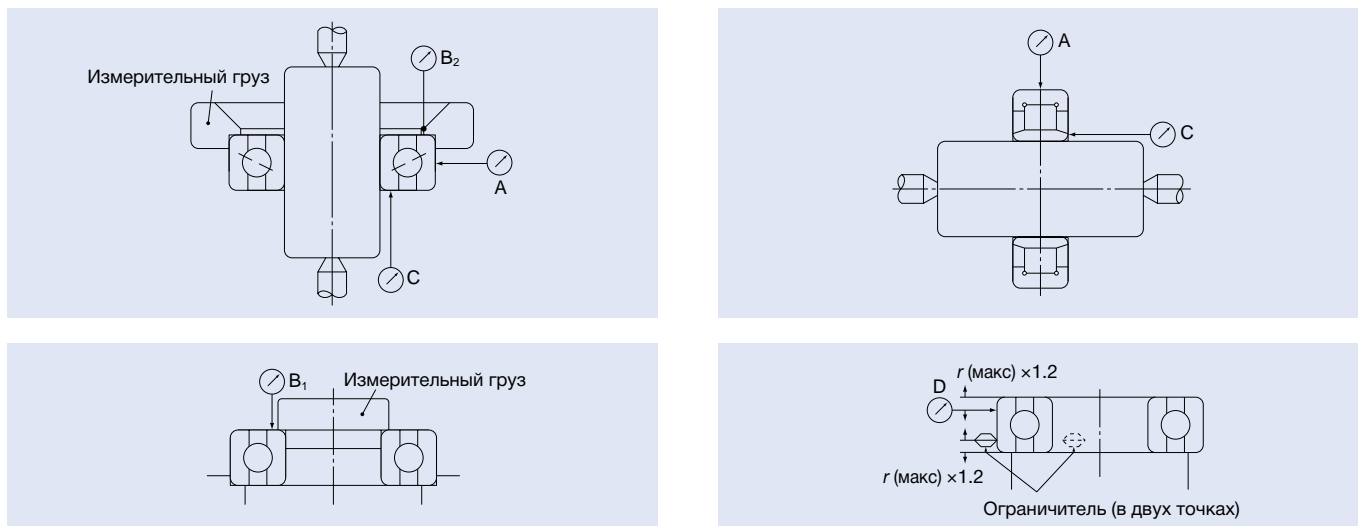 B₂
Измерительный груз
A
C
A
C
B₁
Измерительный груз
r (макс) ×1.2
D
r (макс) ×1.2
Ограничитель (в двух точках)